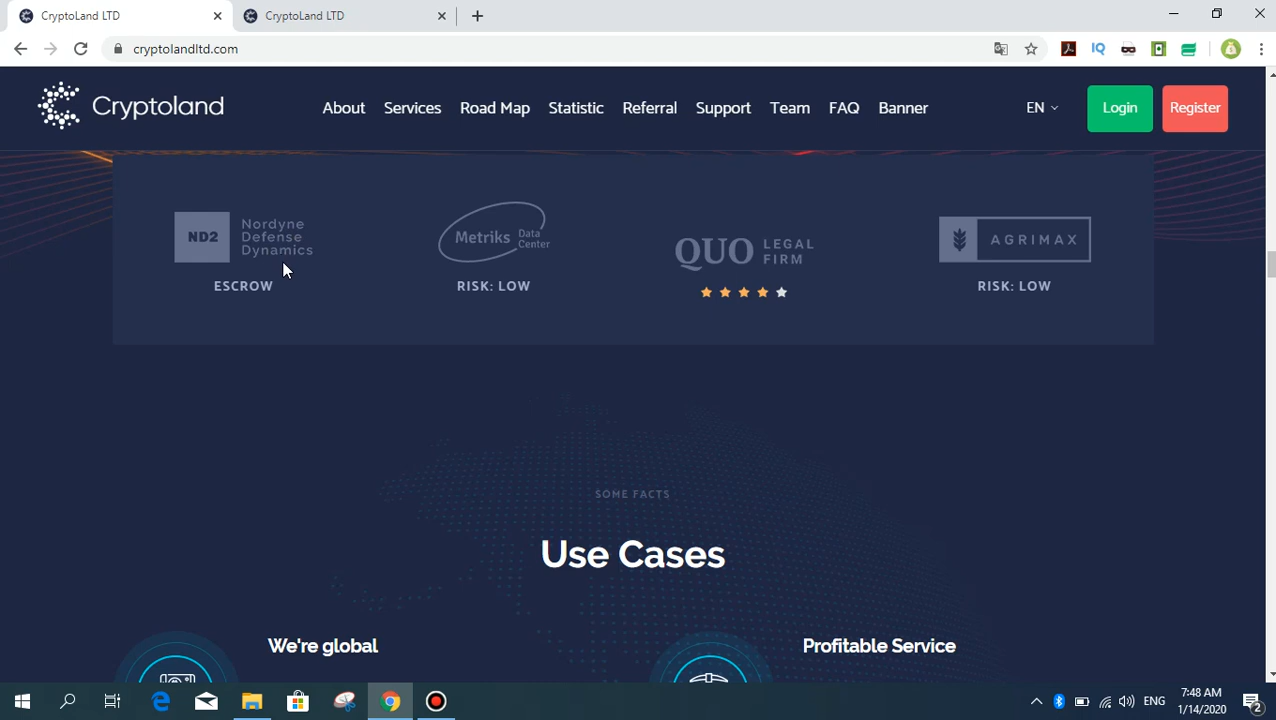 CryptoLand LTD
CryptoLand LTD
cryptolandltd.com
IQ
Cryptoland
About
Services
Road Map
Statistic
Referral
Support
Team
FAQ
Banner
EN
Login
Register
ND2
Nordyne
Defense
Dynamics
ESCROW
Metriks
Data
Center
RISK: LOW
QUO
LEGAL
FIRM
AGRIMAX
RISK: LOW
SOME FACTS
Use Cases
We're global
Profitable Service
ENG
7:48 AM
1/14/2020
2